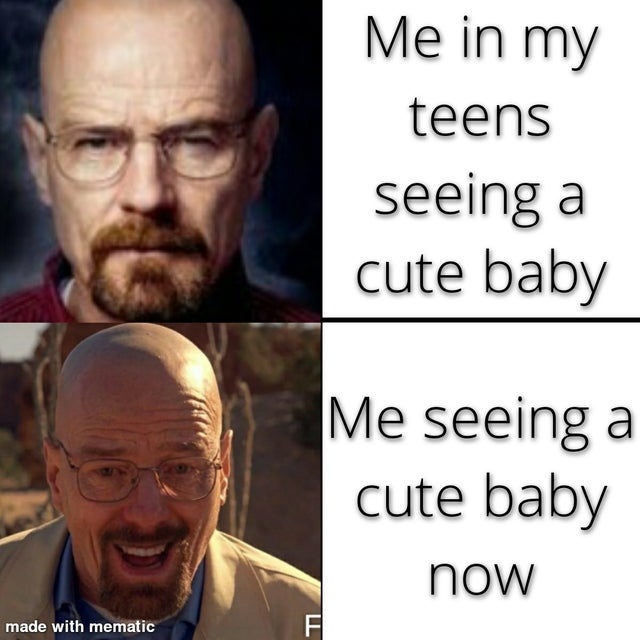 Me in my
teens
seeing a
cute baby
Me seeing a
cute baby
now
made with mematic
F